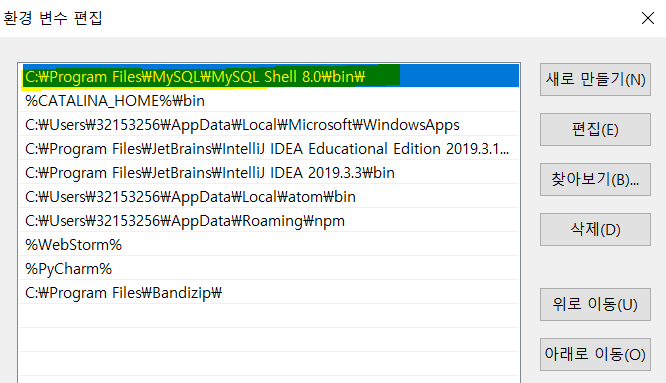 환경 변수 편집
C:₩Program Files₩MySQL₩MySQL Shell 8.0₩bin₩
%CATALINA_HOME%₩bin
C:₩Users₩32153256₩AppData₩Local₩Microsoft₩WindowsApps
C:₩Program Files₩JetBrains₩IntelliJ IDEA Educational Edition 2019.3.1...
C:₩Program Files₩JetBrains₩IntelliJ IDEA 2019.3.3₩bin
C:₩Users₩32153256₩AppData₩Local₩atom₩bin
C:₩Users₩32153256₩AppData₩Roaming₩npm
%WebStorm%
%PyCharm%
C:₩Program Files₩Bandizip₩
새로 만들기(N)
편집(E)
찾아보기(B)...
삭제(D)
위로 이동(U)
아래로 이동(O)